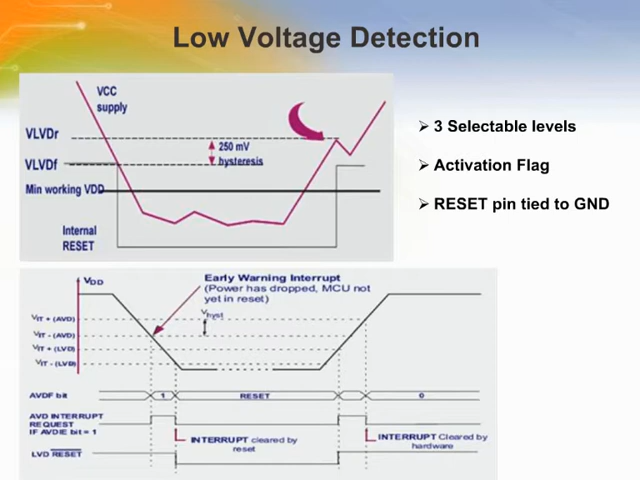 Low Voltage Detection
VCC
supply
VLVDr
250 mV
hysteresis
VLVDf
Min working VDD
Internal
RESET
➢ 3 Selectable levels
➢ Activation Flag
➢ RESET pin tied to GND
VDD
Early Warning Interrupt
(Power has dropped, MCU not
yet in reset)
VIT + (AVD)
Vhyst
VIT - (AVD)
VIT + (LVD)
VIT - (LVD)
AVDF bit 1 RESET 0
AVD INTERRUPT
REQUEST
IF AVDIE bit = 1
INTERRUPT cleared by
reset
INTERRUPT Cleared by
hardware
LVD RESET